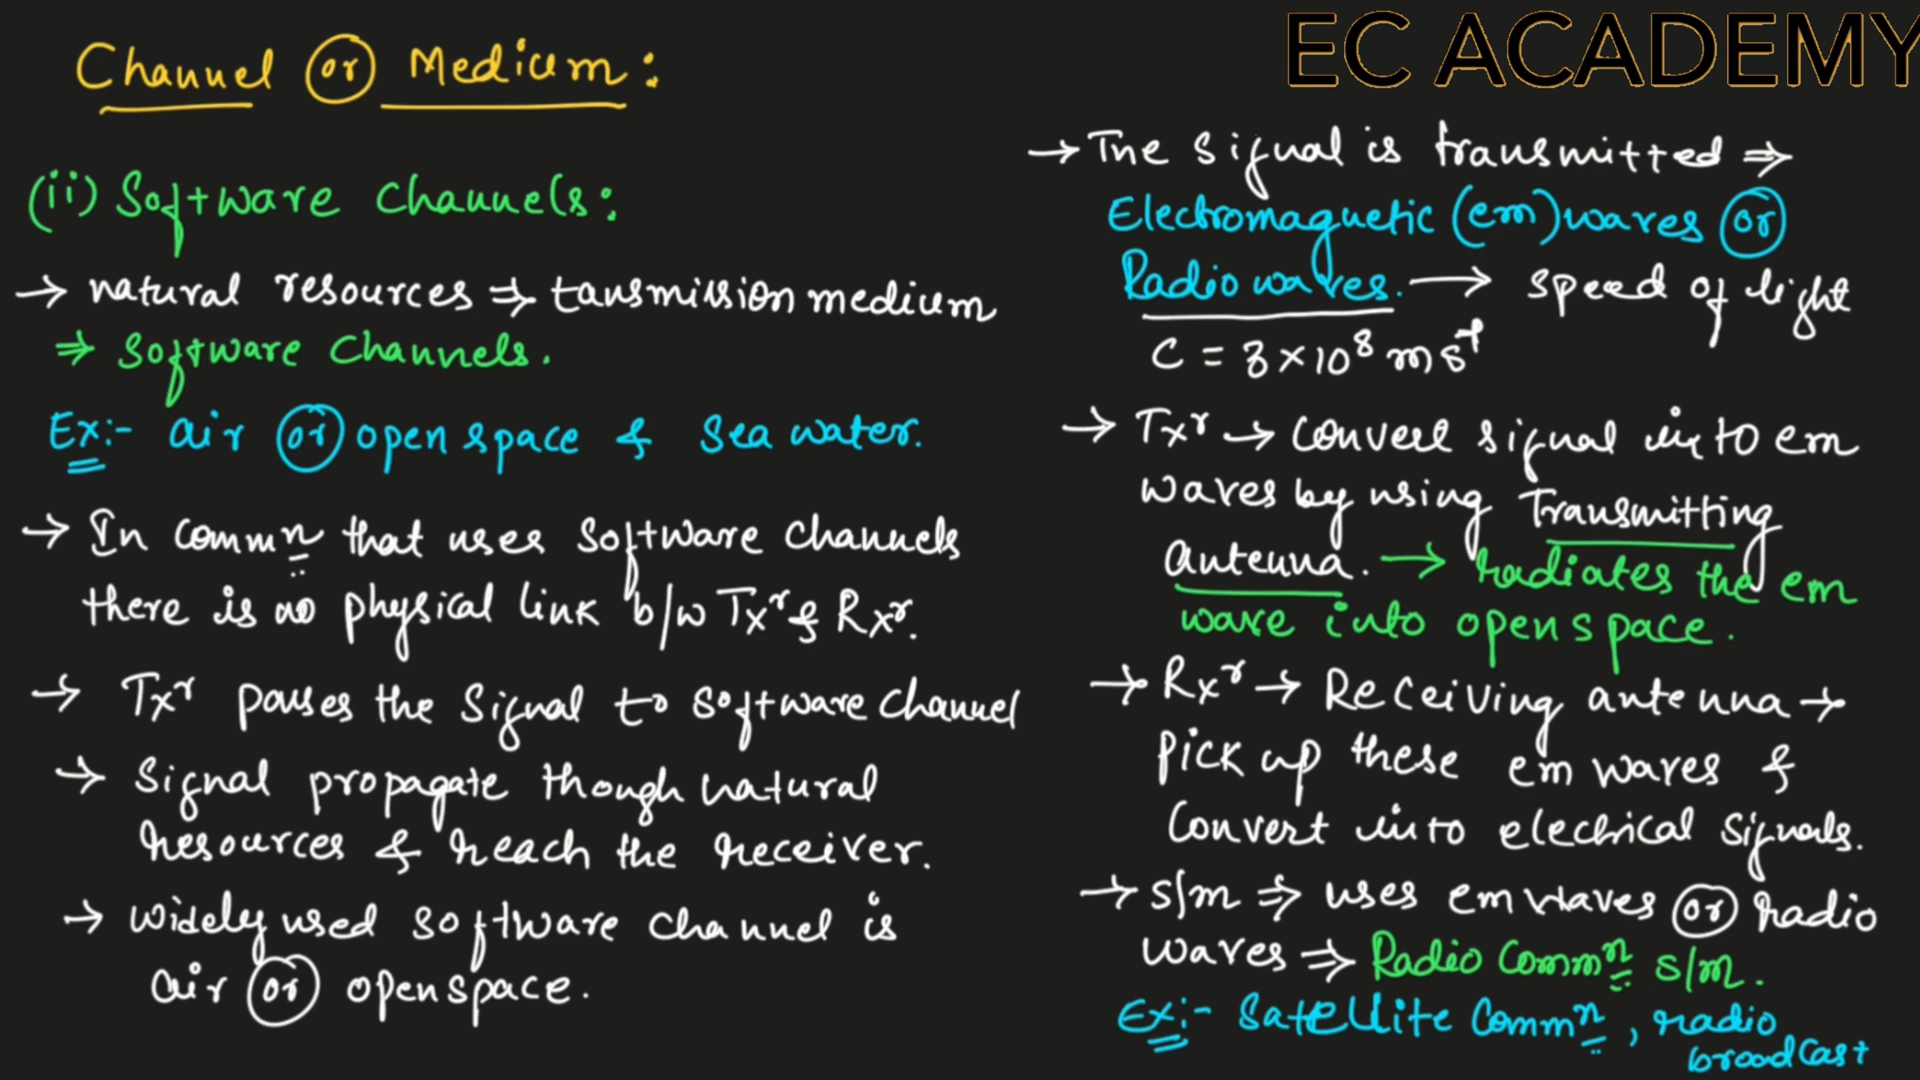 EC ACADEMY
Channel or Medium:
(ii) Software Channels:
→ natural resources ⇒ tansmission medium
⇒ Software Channels.
Ex:- air or open space & Sea water.
→ In commn that uses Software channels
there is no physical link b/w Txr & Rxr.
→ Txr passes the Signal to Software channel
→ Signal propagate though natural
resources & reach the receiver.
→ Widely used software channel is
air or open space.
→ The signal is transmitted ⇒
Electromagnetic (em) waves or
Radio waves. → speed of light
C = 3×10⁸ ms⁻¹
→ Txr → Convert signal into em
waves by using Transmitting
antenna. → radiates the em
wave into open space.
→ Rxr → Receiving antenna →
Pick up these em waves &
Convert into electrical signals.
→ s/m ⇒ uses em waves or radio
waves ⇒ Radio Commn s/m.
Ex:- Satellite Commn, radio
broadcast